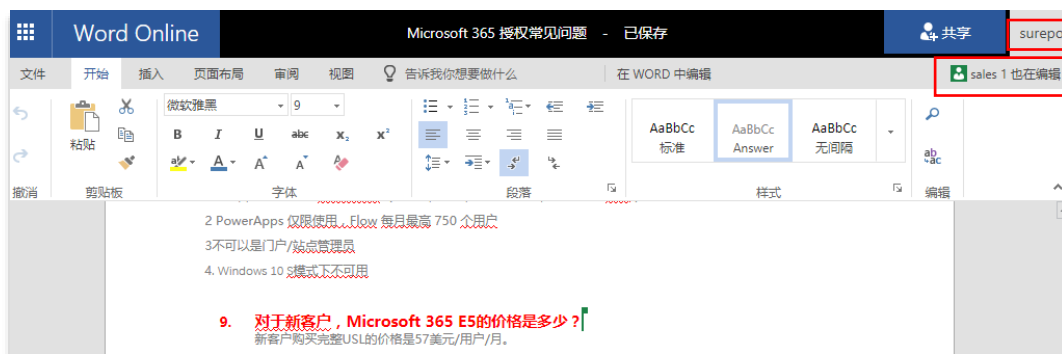 Word Online Microsoft 365 授权常见问题 - 已保存 共享 surepo
文件 开始 插入 页面布局 审阅 视图 告诉我你想要做什么 在 WORD 中编辑 sales 1 也在编辑
微软雅黑 9
粘贴 B I U abc X₂ X² AaBbCc AaBbCc AaBbCc
标准 Answer 无间隔
ab A A A ab ac
撤消 剪贴板 字体 段落 样式 编辑
2 PowerApps 仅限使用，Flow 每月最高 750 个用户
3不可以是门户/站点管理员
4. Windows 10 S模式下不可用
9. 对于新客户，Microsoft 365 E5的价格是多少？
新客户购买完整USL的价格是57美元/用户/月。